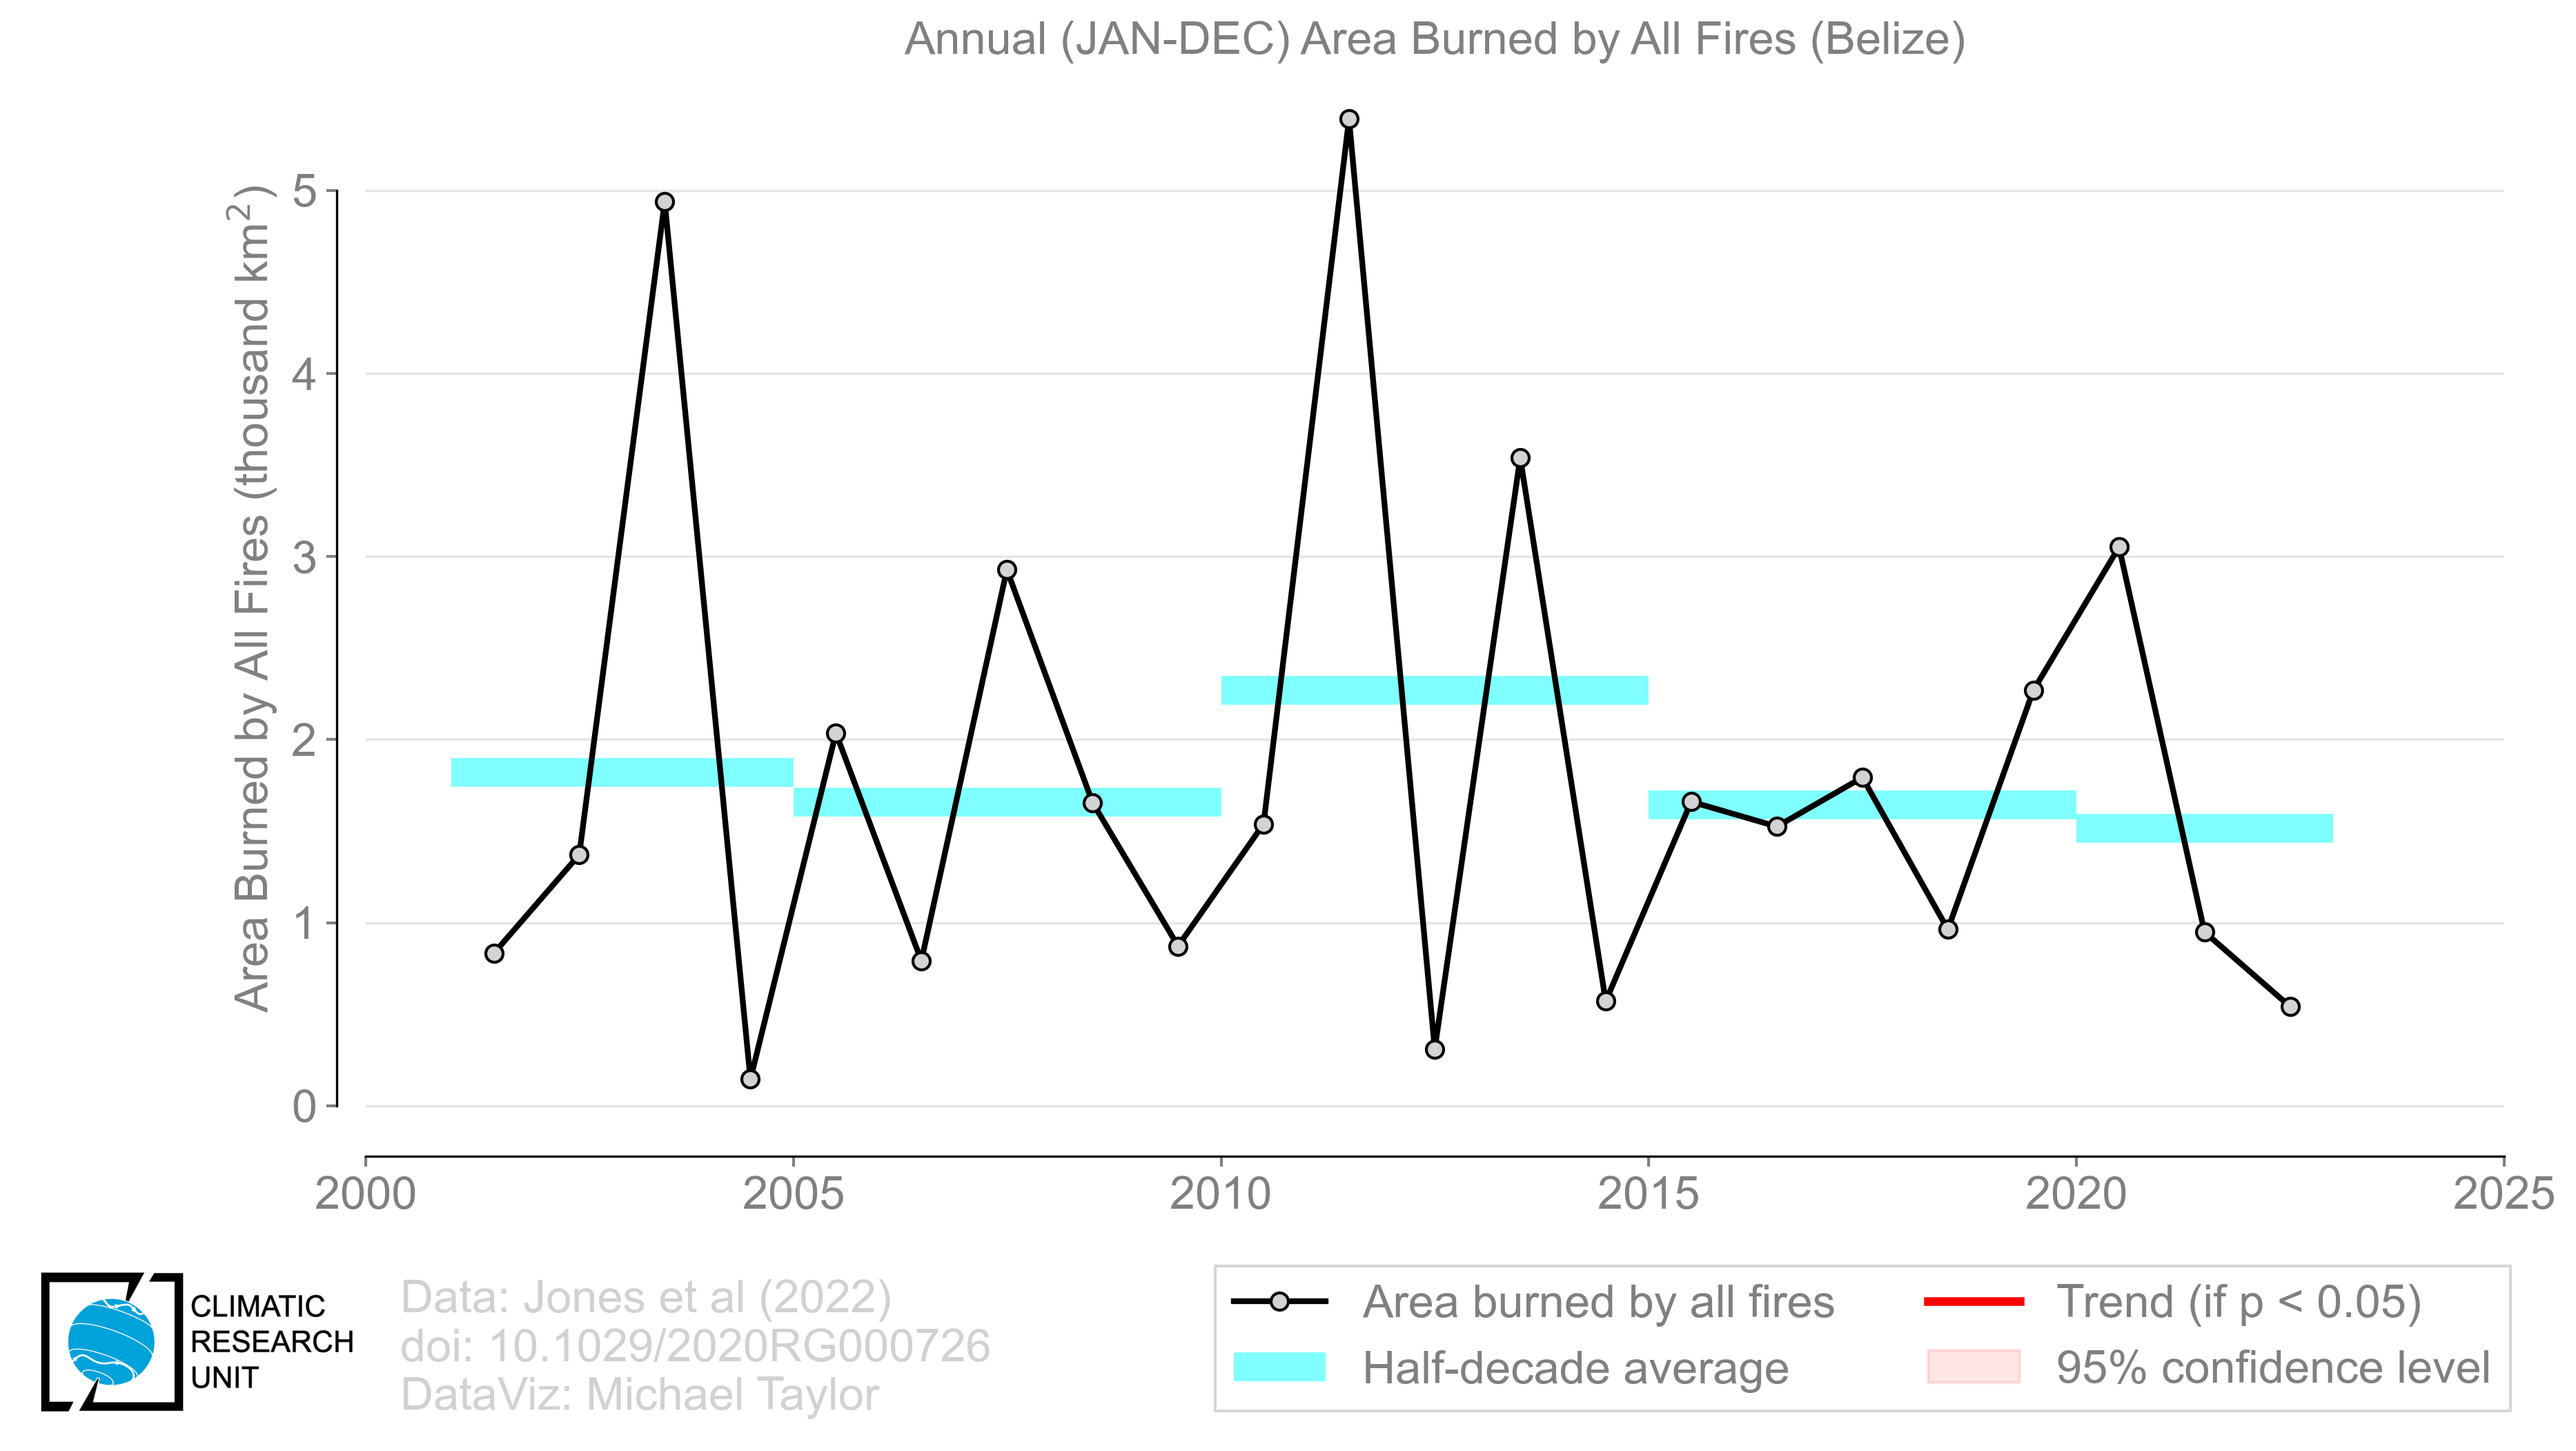 Annual (JAN-DEC) Area Burned by All Fires (Belize)
Area Burned by All Fires (thousand km²)
5
4
3
2
1
0
2000 2005 2010 2015 2020 2025
CLIMATIC
RESEARCH
UNIT
Data: Jones et al (2022)
doi: 10.1029/2020RG000726
DataViz: Michael Taylor
Area burned by all fires
Half-decade average
Trend (if p < 0.05)
95% confidence level